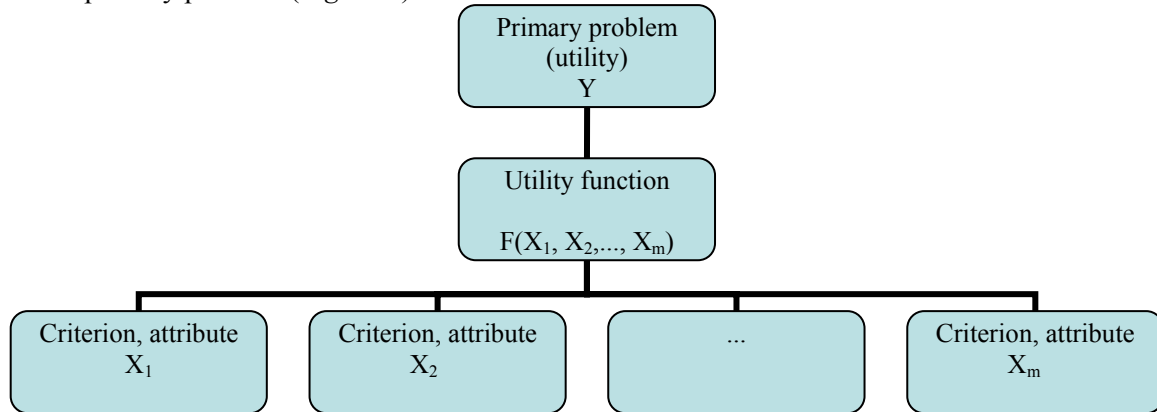 Primary problem
(utility)
Y
Utility function
F(X₁, X₂,..., Xₘ)
Criterion, attribute
X₁
Criterion, attribute
X₂
...
Criterion, attribute
Xₘ